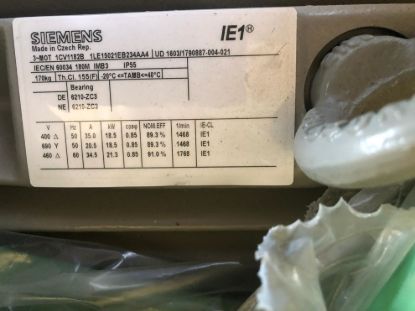 SIEMENS
IE1®
Made in Czech Rep.
3~MOT 1CV1182B 1LE15021EB234AA4 UD 1603/1790887-004-021
IEC/EN 60034 180M IMB3 IP55
170kg Th.Cl. 155(F) -20°C <=TAMB<=40°C
Bearing
DE 6210-ZC3
NE 6210-ZC3
V Hz A kW cosφ NOM.EFF 1/min IE-CL
400 Δ 50 35.0 18.5 0.85 89.3 % 1468 IE1
690 Y 50 20.5 18.5 0.85 89.3 % 1468 IE1
460 Δ 60 34.5 21.3 0.85 91.0 % 1768 IE1